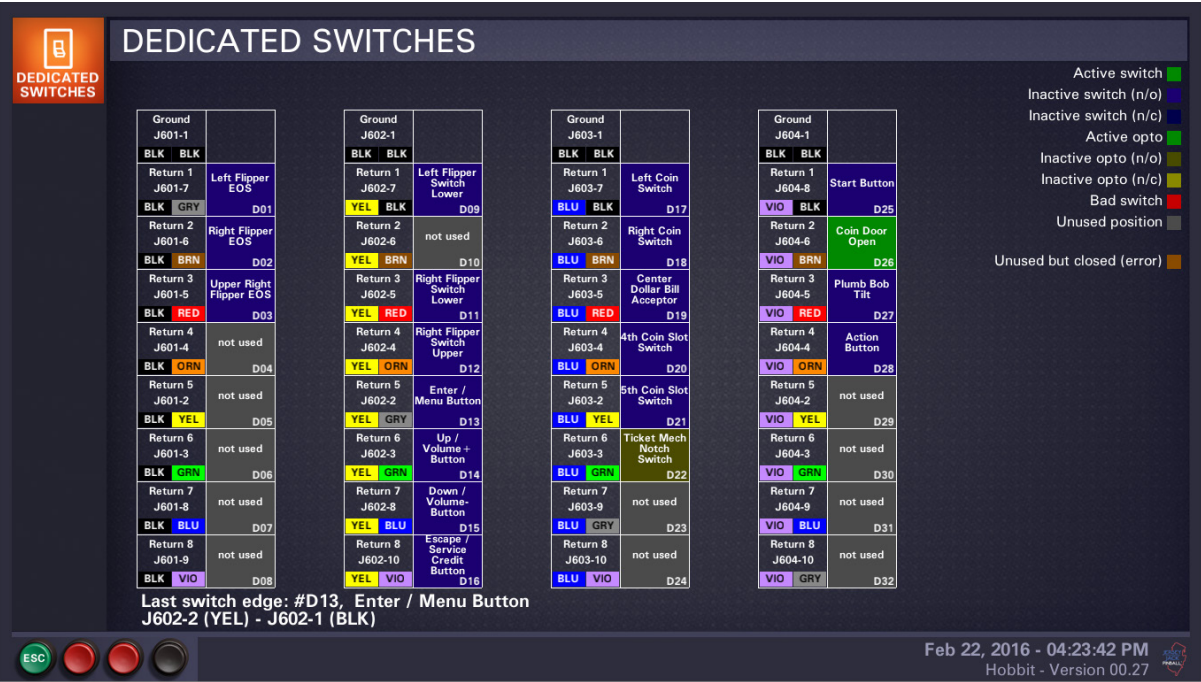 DEDICATED SWITCHES
DEDICATED
SWITCHES
Active switch
Inactive switch (n/o)
Inactive switch (n/c)
Active opto
Inactive opto (n/o)
Inactive opto (n/c)
Bad switch
Unused position
Unused but closed (error)
Ground
J601-1
BLK BLK
Return 1
J601-7
BLK GRY
Left Flipper
EOS
D01
Return 2
J601-6
BLK BRN
Right Flipper
EOS
D02
Return 3
J601-5
BLK RED
Upper Right
Flipper EOS
D03
Return 4
J601-4
BLK ORN
not used
D04
Return 5
J601-2
BLK YEL
not used
D05
Return 6
J601-3
BLK GRN
not used
D06
Return 7
J601-8
BLK BLU
not used
D07
Return 8
J601-9
BLK VIO
not used
D08
Ground
J602-1
BLK BLK
Return 1
J602-7
YEL BLK
Left Flipper
Switch
Lower
D09
Return 2
J602-6
YEL BRN
not used
D10
Return 3
J602-5
YEL RED
Right Flipper
Switch
Lower
D11
Return 4
J602-4
YEL ORN
Right Flipper
Switch
Upper
D12
Return 5
J602-2
YEL GRY
Enter /
Menu Button
D13
Return 6
J602-3
YEL GRN
Up /
Volume+
Button
D14
Return 7
J602-8
YEL BLU
Down /
Volume-
Button
D15
Return 8
J602-10
YEL VIO
Escape /
Service
Credit
Button
D16
Ground
J603-1
BLK BLK
Return 1
J603-7
BLU BLK
Left Coin
Switch
D17
Return 2
J603-6
BLU BRN
Right Coin
Switch
D18
Return 3
J603-5
BLU RED
Center
Dollar Bill
Acceptor
D19
Return 4
J603-4
BLU ORN
4th Coin Slot
Switch
D20
Return 5
J603-2
BLU YEL
5th Coin Slot
Switch
D21
Return 6
J603-3
BLU GRN
Ticket Mech
Notch
Switch
D22
Return 7
J603-9
BLU GRY
not used
D23
Return 8
J603-10
BLU VIO
not used
D24
Ground
J604-1
BLK BLK
Return 1
J604-8
VIO BLK
Start Button
D25
Return 2
J604-6
VIO BRN
Coin Door
Open
D26
Return 3
J604-5
VIO RED
Plumb Bob
Tilt
D27
Return 4
J604-4
VIO ORN
Action
Button
D28
Return 5
J604-2
VIO YEL
not used
D29
Return 6
J604-3
VIO GRN
not used
D30
Return 7
J604-9
VIO BLU
not used
D31
Return 8
J604-10
VIO GRY
not used
D32
Last switch edge: #D13, Enter / Menu Button
J602-2 (YEL) - J602-1 (BLK)
ESC
Feb 22, 2016 - 04:23:42 PM
Hobbit - Version 00.27